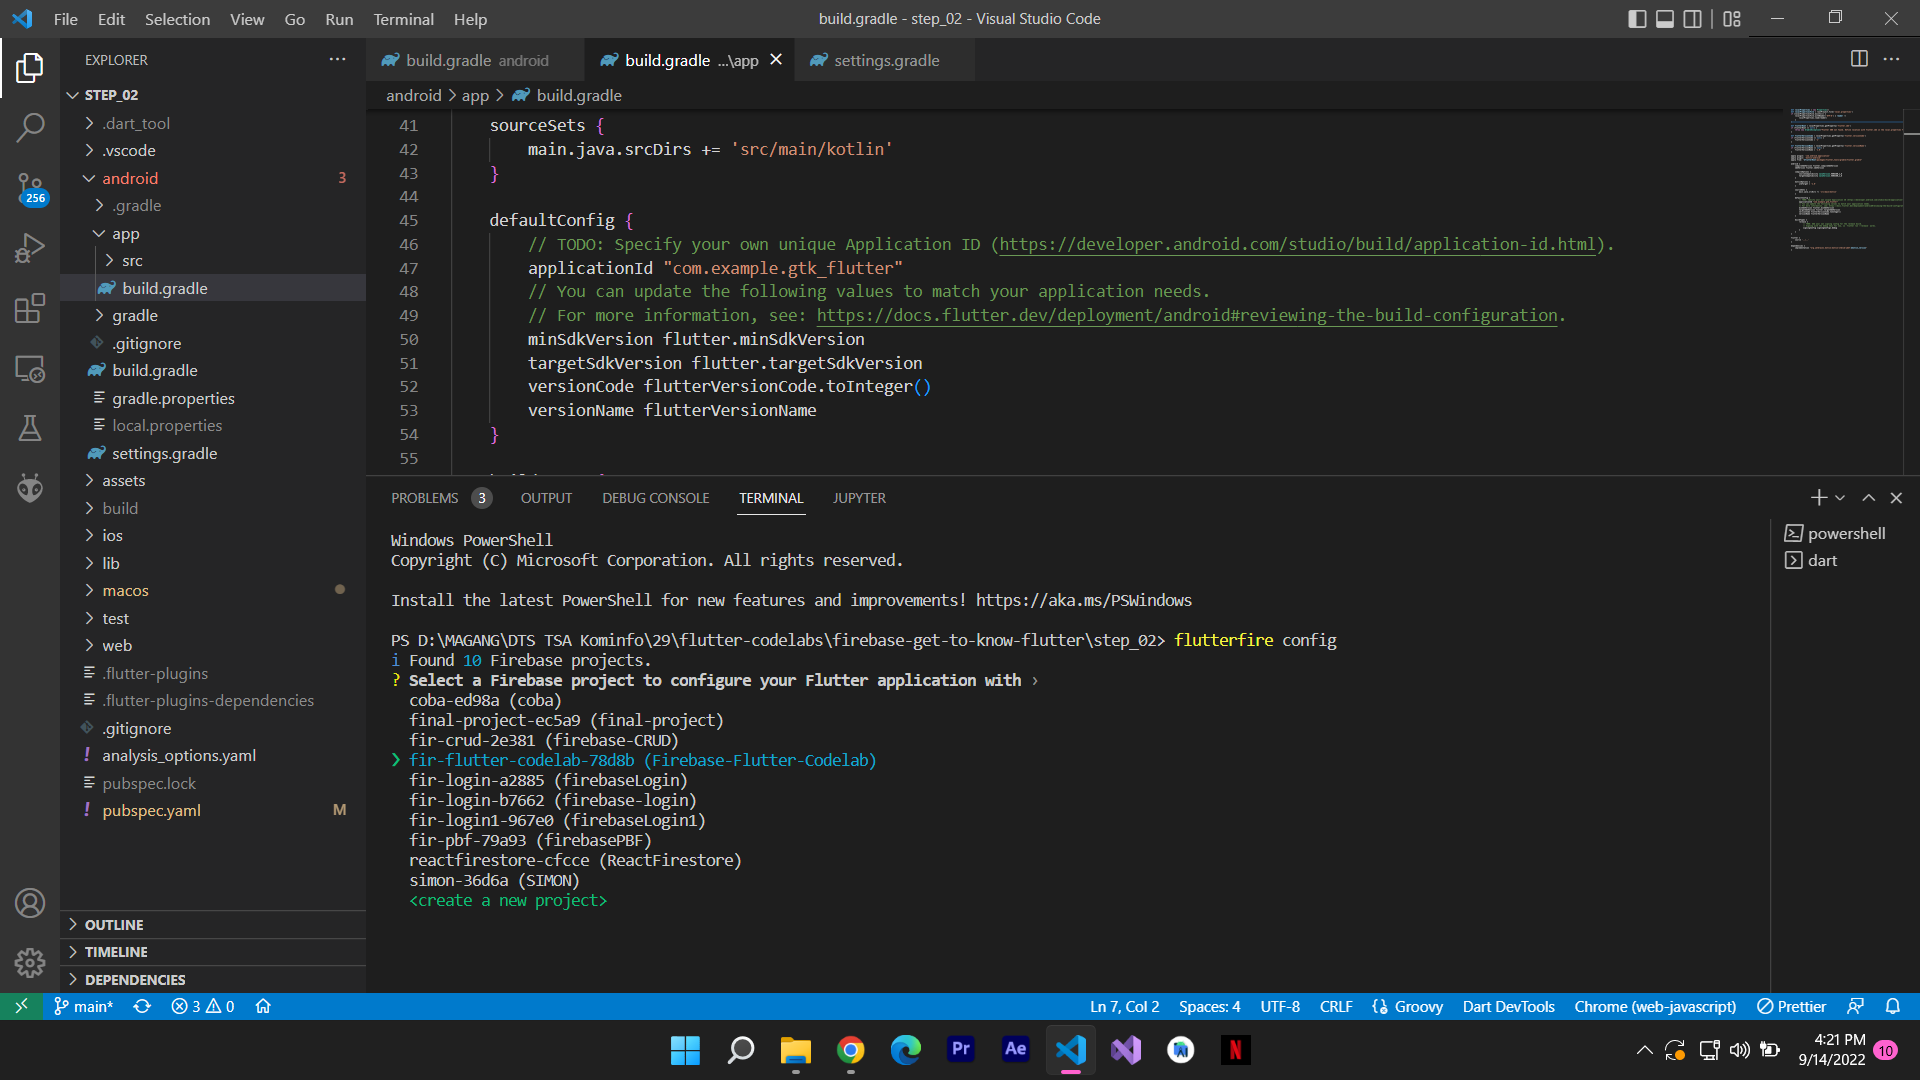 File Edit Selection View Go Run Terminal Help
build.gradle - step_02 - Visual Studio Code
EXPLORER
STEP_02
.dart_tool
.vscode
android 3
.gradle
app
src
build.gradle
gradle
.gitignore
build.gradle
gradle.properties
local.properties
settings.gradle
assets
build
ios
lib
macos
test
web
.flutter-plugins
.flutter-plugins-dependencies
.gitignore
analysis_options.yaml
pubspec.lock
pubspec.yaml M
OUTLINE
TIMELINE
DEPENDENCIES
256
build.gradle android
build.gradle ...\app
settings.gradle
android > app > build.gradle
41 sourceSets {
42 main.java.srcDirs += 'src/main/kotlin'
43 }
44
45 defaultConfig {
46 // TODO: Specify your own unique Application ID (https://developer.android.com/studio/build/application-id.html).
47 applicationId "com.example.gtk_flutter"
48 // You can update the following values to match your application needs.
49 // For more information, see: https://docs.flutter.dev/deployment/android#reviewing-the-build-configuration.
50 minSdkVersion flutter.minSdkVersion
51 targetSdkVersion flutter.targetSdkVersion
52 versionCode flutterVersionCode.toInteger()
53 versionName flutterVersionName
54 }
55
PROBLEMS 3 OUTPUT DEBUG CONSOLE TERMINAL JUPYTER
Windows PowerShell
Copyright (C) Microsoft Corporation. All rights reserved.
Install the latest PowerShell for new features and improvements! https://aka.ms/PSWindows
PS D:\MAGANG\DTS TSA Kominfo\29\flutter-codelabs\firebase-get-to-know-flutter\step_02> flutterfire config
i Found 10 Firebase projects.
? Select a Firebase project to configure your Flutter application with ›
coba-ed98a (coba)
final-project-ec5a9 (final-project)
fir-crud-2e381 (firebase-CRUD)
❯ fir-flutter-codelab-78d8b (Firebase-Flutter-Codelab)
fir-login-a2885 (firebaseLogin)
fir-login-b7662 (firebase-login)
fir-login1-967e0 (firebaseLogin1)
fir-pbf-79a93 (firebasePBF)
reactfirestore-cfcce (ReactFirestore)
simon-36d6a (SIMON)
<create a new project>
powershell
dart
main* 3 0
Ln 7, Col 2 Spaces: 4 UTF-8 CRLF {} Groovy Dart DevTools Chrome (web-javascript) Prettier
Pr Ae N
4:21 PM
9/14/2022 10